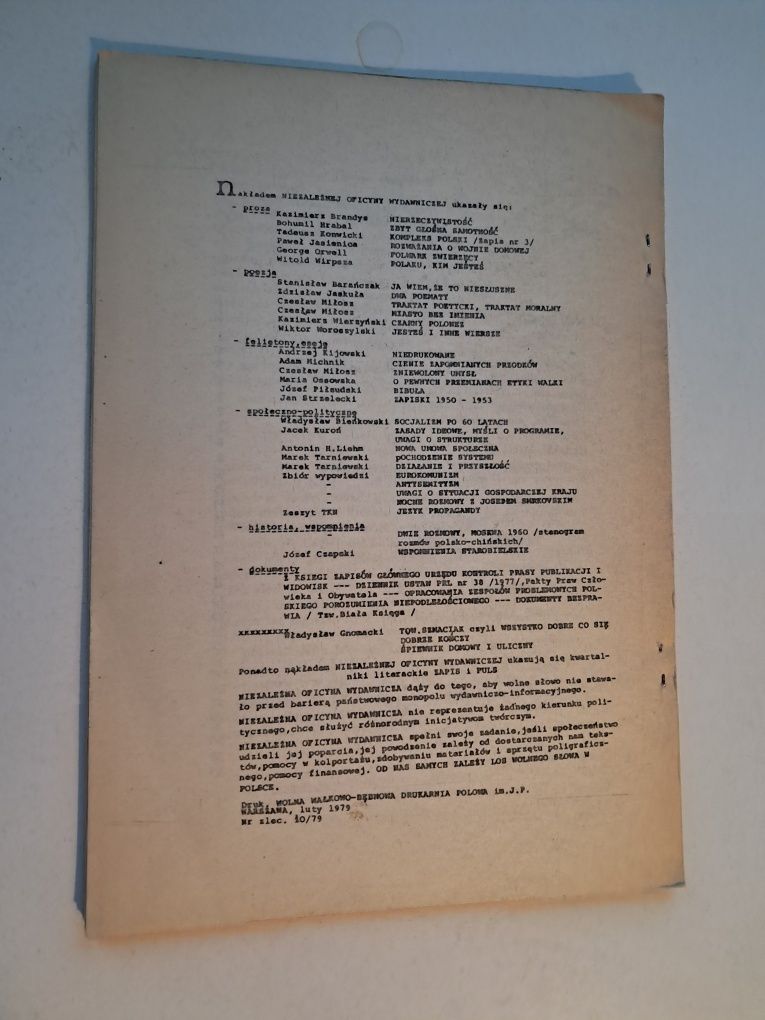 Nakładem NIEZALEŻNEJ OFICYNY WYDAWNICZEJ ukazały się:
- proza
Kazimierz Brandys NIERZECZYWISTOŚĆ
Bohumil Hrabal ZBYT GŁOŚNA SAMOTNOŚĆ
Tadeusz Konwicki KOMPLEKS POLSKI /Zapis nr 3/
Paweł Jasienica ROZWAŻANIA O WOJNIE DOMOWEJ
George Orwell FOLWARK ZWIERZĘCY
Witold Wirpsza POLAKU, KIM JESTEŚ
- poezja
Stanisław Barańczak JA WIEM,ŻE TO NIESŁUSZNE
Zdzisław Jaskuła DWA POEMATY
Czesław Miłosz TRAKTAT POETYCKI, TRAKTAT MORALNY
Czesław Miłosz MIASTO BEZ IMIENIA
Kazimierz Wierzyński CZARNY POLONEZ
Wiktor Woroszylski JESTEŚ I INNE WIERSZE
- felietony,eseje
Andrzej Kijowski NIEDRUKOWANE
Adam Michnik CIENIE ZAPOMNIANYCH PRZODKÓW
Czesław Miłosz ZNIEWOLONY UMYSŁ
Maria Ossowska O PEWNYCH PRZEMIANACH ETYKI WALKI
Józef Piłsudski BIBUŁA
Jan Strzelecki ZAPISKI 1950 - 1953
- społeczno-polityczne
Władysław Bieńkowski SOCJALIZM PO 60 LATACH
Jacek Kuroń ZASADY IDEOWE, MYŚLI O PROGRAMIE,
UWAGI O STRUKTURZE
Antonin H.Liehm NOWA UMOWA SPOŁECZNA
Marek Tarniewski POCHODZENIE SYSTEMU
Marek Tarniewski DZIAŁANIE I PRZYSZŁOŚĆ
Zbiór wypowiedzi EUROKOMUNIZM
- ANTYSEMITYZM
- UWAGI O SYTUACJI GOSPODARCZEJ KRAJU
- NOCNE ROZMOWY Z JOSEFEM SMRKOVSKIM
Zeszyt TKN JĘZYK PROPAGANDY
- historia, wspomnienia
- DWIE ROZMOWY, MOSKWA 1960 /stenogram
rozmów polsko-chińskich/
Józef Czapski WSPOMNIENIA STAROBIELSKIE
- dokumenty
Z KSIĘGI ZAPISÓW GŁÓWNEGO URZĘDU KONTROLI PRASY PUBLIKACJI I
WIDOWISK --- DZIENNIK USTAW PRL nr 38 /1977/,Pakty Praw Czło-
wieka i Obywatela --- OPRACOWANIA ZESPOŁÓW PROBLEMOWYCH POL-
SKIEGO POROZUMIENIA NIEPODLEGŁOŚCIOWEGO --- DOKUMENTY BEZPRA-
WIA / Tzw.Biała Księga /
xxxxxxxxx
Władysław Gnomacki TOW.SZMACIAK czyli WSZYSTKO DOBRE CO SIĘ
DOBRZE KOŃCZY
ŚPIEWNIK DOMOWY I ULICZNY
Ponadto nakładem NIEZALEŻNEJ OFICYNY WYDAWNICZEJ ukazują się kwartal-
niki literackie ZAPIS i PULS
NIEZALEŻNA OFICYNA WYDAWNICZA dąży do tego, aby wolne słowo nie stawa-
ło przed barierą państwowego monopolu wydawniczo-informacyjnego.
NIEZALEŻNA OFICYNA WYDAWNICZA nie reprezentuje żadnego kierunku poli-
tycznego,chce służyć różnorodnym inicjatywom twórczym.
NIEZALEŻNA OFICYNA WYDAWNICZA spełni swoje zadanie,jeśli społeczeństwo
udzieli jej poparcia,jej powodzenie zależy od dostarczanych nam teks-
tów,pomocy w kolportażu,zdobywaniu materiałów i sprzętu poligraficz-
nego,pomocy finansowej. OD NAS SAMYCH ZALEŻY LOS WOLNEGO SŁOWA W
POLSCE.
Druk. WOLNA WAŁKOWO-BĘBNOWA DRUKARNIA POLOWA im.J.P.
WARSZAWA, luty 1979
Nr zlec. 10/79